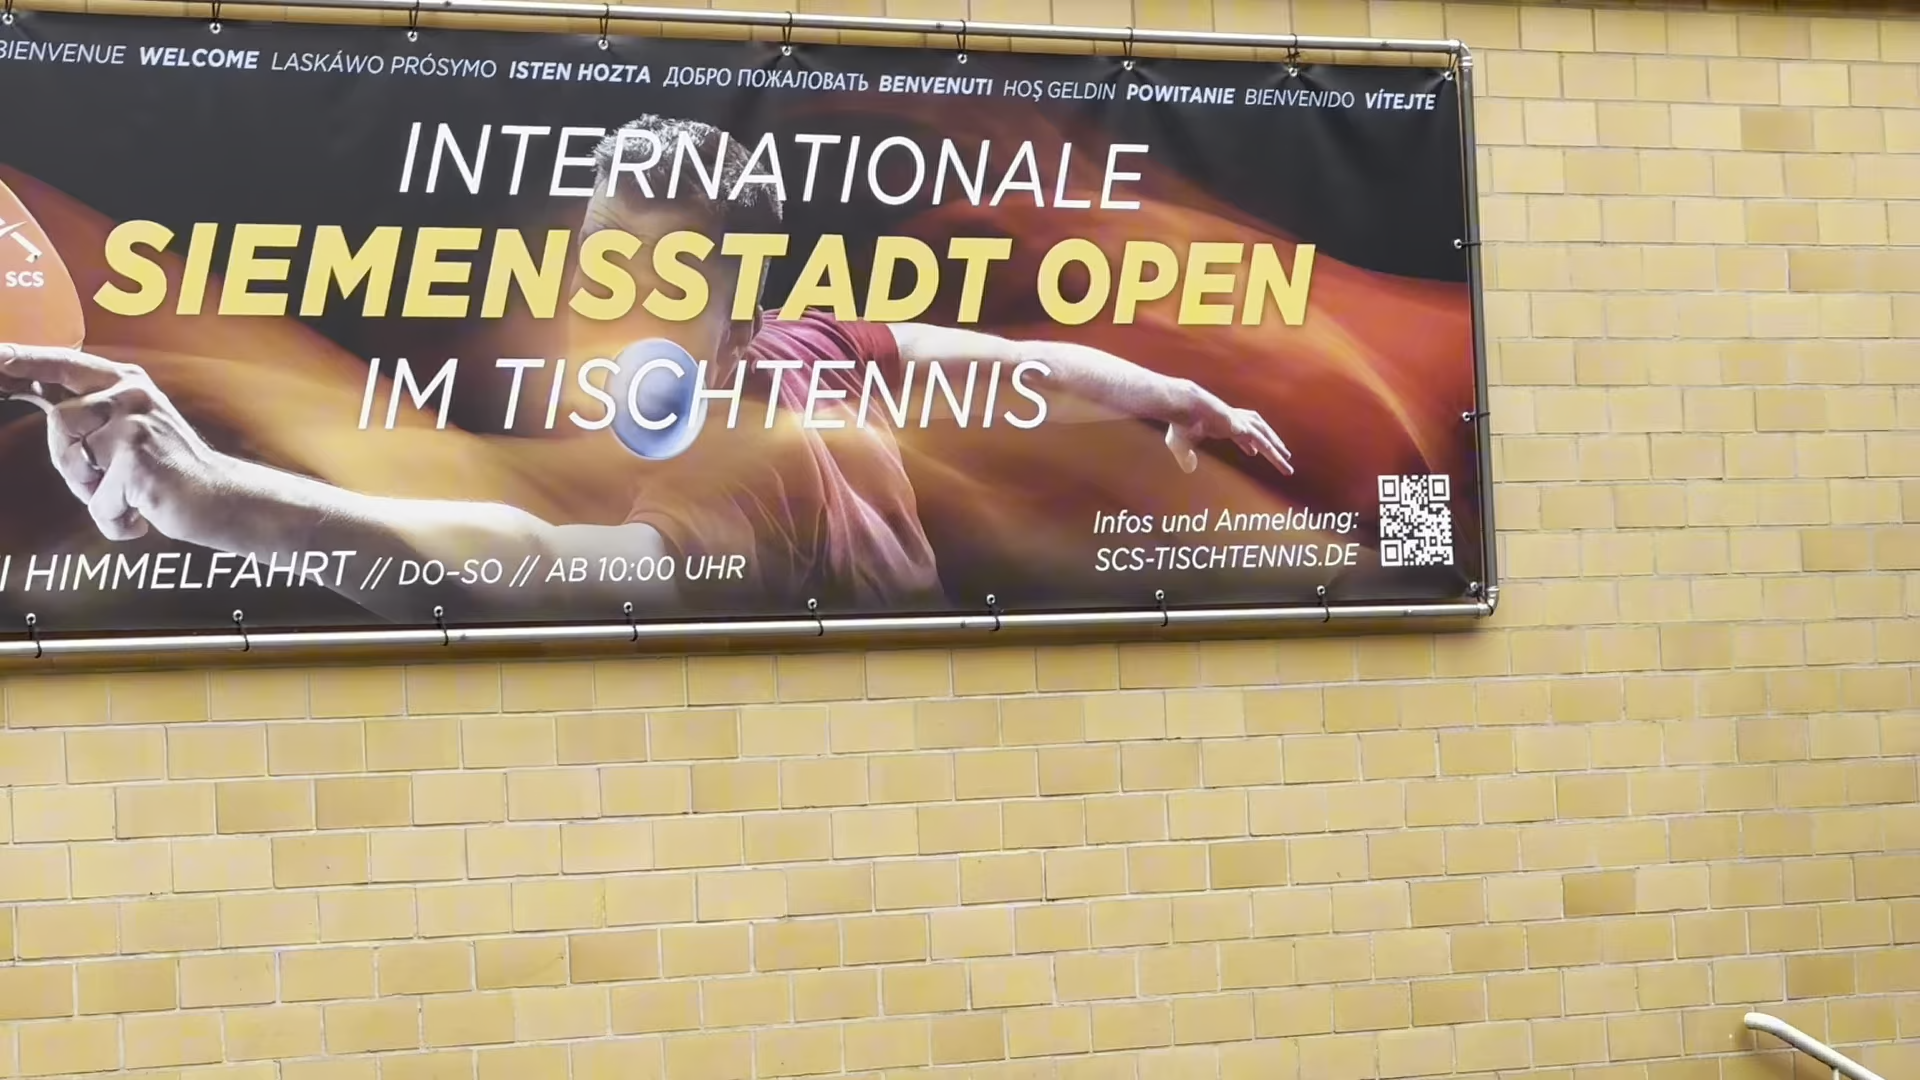 BIENVENUE WELCOME LASKÁWO PRÓSYMO ISTEN HOZTA ДОБРО ПОЖАЛОВАТЬ BENVENUTI HOŞ GELDIN POWITANIE BIENVENIDO VÍTEJTE
INTERNATIONALE
SIEMENSSTADT OPEN
SCS
IM TISCHTENNIS
Infos und Anmeldung:
SCS-TISCHTENNIS.DE
HIMMELFAHRT // DO-SO // AB 10:00 UHR